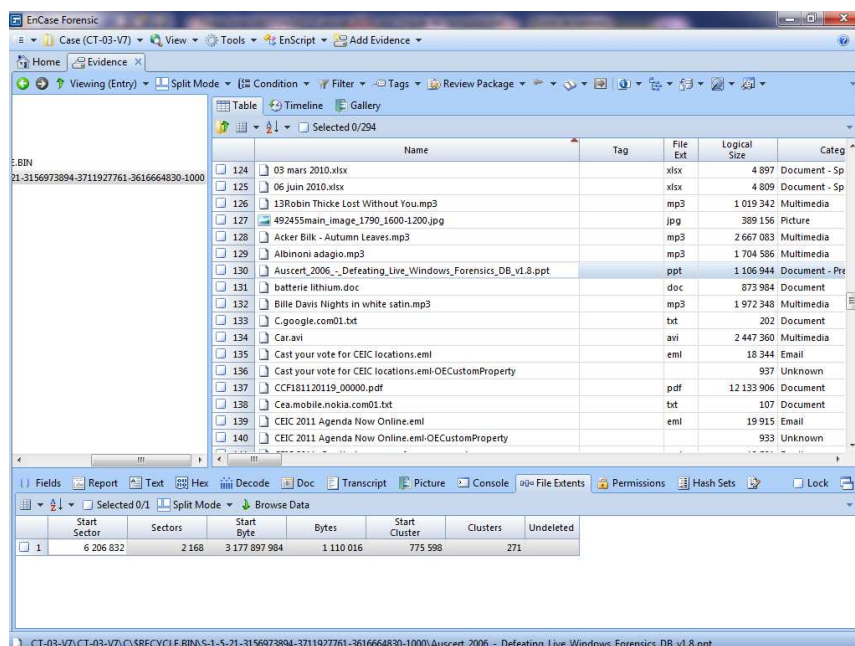 EnCase Forensic
Case (CT-03-V7) View Tools EnScript Add Evidence
Home Evidence
Viewing (Entry) Split Mode Condition Filter Tags Review Package
Table Timeline Gallery
Selected 0/294
Name Tag File Ext Logical Size Categ
E.BIN
21-3156973894-3711927761-3616664830-1000
124 03 mars 2010.xlsx xlsx 4 897 Document - Sp
125 06 juin 2010.xlsx xlsx 4 809 Document - Sp
126 13Robin Thicke Lost Without You.mp3 mp3 1 019 342 Multimedia
127 492455main_image_1790_1600-1200.jpg jpg 389 156 Picture
128 Acker Bilk - Autumn Leaves.mp3 mp3 2 667 083 Multimedia
129 Albinoni adagio.mp3 mp3 1 704 586 Multimedia
130 Auscert_2006_-_Defeating_Live_Windows_Forensics_DB_v1.8.ppt ppt 1 106 944 Document - Pre
131 batterie lithium.doc doc 873 984 Document
132 Bille Davis Nights in white satin.mp3 mp3 1 972 348 Multimedia
133 C.google.com01.txt txt 202 Document
134 Car.avi avi 2 447 360 Multimedia
135 Cast your vote for CEIC locations.eml eml 18 344 Email
136 Cast your vote for CEIC locations.eml-OECustomProperty 937 Unknown
137 CCF181120119_00000.pdf pdf 12 133 906 Document
138 Cea.mobile.nokia.com01.txt txt 107 Document
139 CEIC 2011 Agenda Now Online.eml eml 19 915 Email
140 CEIC 2011 Agenda Now Online.eml-OECustomProperty 933 Unknown
Fields Report Text Hex Decode Doc Transcript Picture Console File Extents Permissions Hash Sets Lock
Selected 0/1 Split Mode Browse Data
Start Sector Sectors Start Byte Bytes Start Cluster Clusters Undeleted
1 6 206 832 2 168 3 177 897 984 1 110 016 775 598 271
CT-03-V7\CT-03-V7\C\$RECYCLE.BIN\S-1-5-21-3156973894-3711927761-3616664830-1000\Auscert_2006_-_Defeating_Live_Windows_Forensics_DB_v1.8.ppt